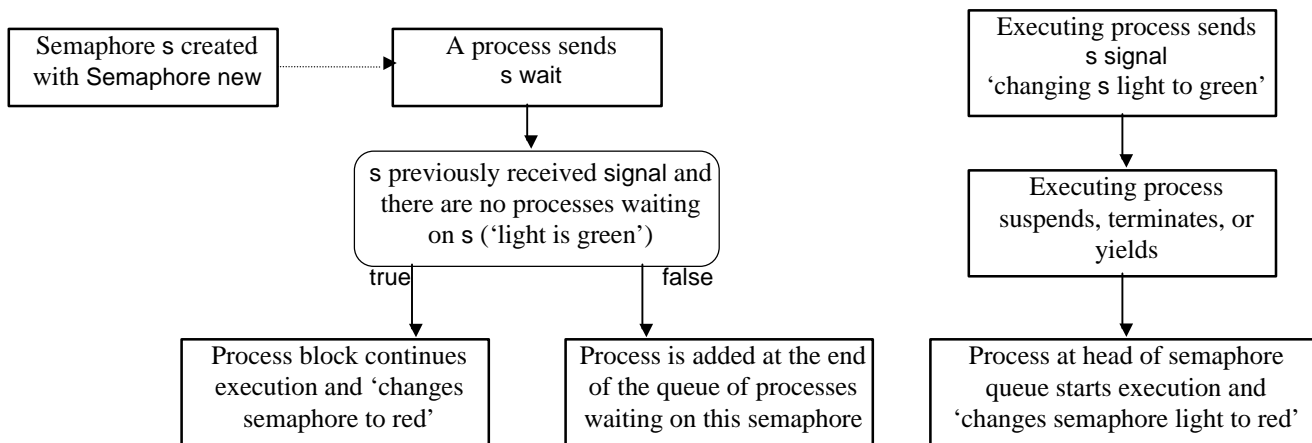 Semaphore s created
with Semaphore new
A process sends
s wait
s previously received signal and
there are no processes waiting
on s (‘light is green’)
true
false
Process block continues
execution and ‘changes
semaphore to red’
Process is added at the end
of the queue of processes
waiting on this semaphore
Executing process sends
s signal
‘changing s light to green’
Executing process
suspends, terminates, or
yields
Process at head of semaphore
queue starts execution and
‘changes semaphore light to red’